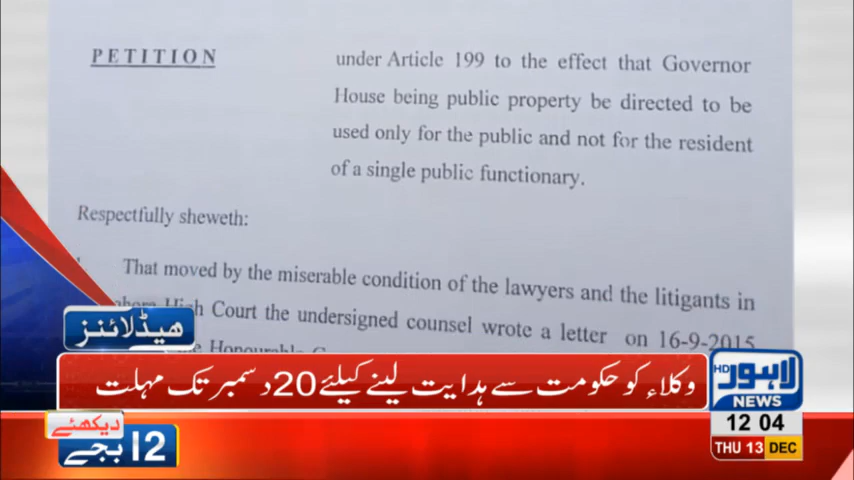 PETITION
under Article 199 to the effect that Governor
House being public property be directed to be
used only for the public and not for the resident
of a single public functionary.
Respectfully sheweth:
That moved by the miserable condition of the lawyers and the litigants in
High Court the undersigned counsel wrote a letter on 16-9-2015
the Honourable
ہیڈلائنز
وکلاء کو حکومت سے ہدایت لینے کیلئے 20 دسمبر تک مہلت
لاہور HD
NEWS
12 04
THU 13 DEC
دیکھئے
12 بجے